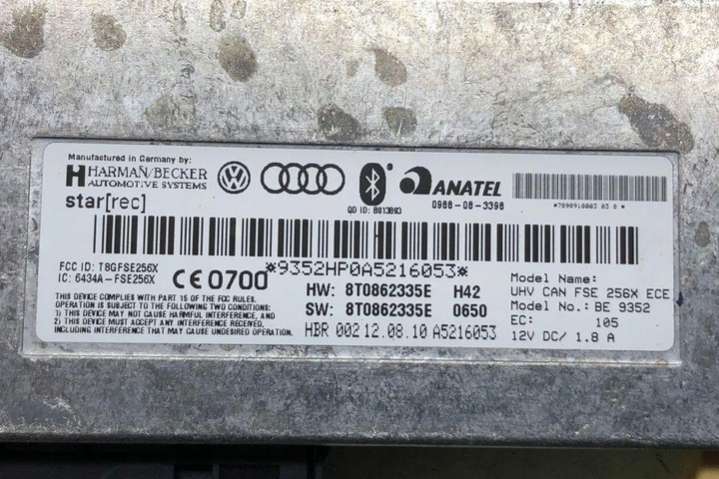 Manufactured in Germany by:
HARMAN/BECKER
AUTOMOTIVE SYSTEMS
star[rec]
QD ID: B013893
ANATEL
0988-08-3398
*9352HP0A5216053*
FCC ID: T8GFSE256X
IC: 6434A-FSE256X
CE 0700
HW: 8T0862335E H42
SW: 8T0862335E 0650
HBR 002 12.08.10 A5216053
THIS DEVICE COMPLIES WITH PART 15 OF THE FCC RULES.
OPERATION IS SUBJECT TO THE FOLLOWING TWO CONDITIONS:
1) THIS DEVICE MAY NOT CAUSE HARMFUL INTERFERENCE, AND
2) THIS DEVICE MUST ACCEPT ANY INTERFERENCE RECEIVED,
INCLUDING INTERFERENCE THAT MAY CAUSE UNDESIRED OPERATION.
Model Name:
UHV CAN FSE 256X ECE
Model No.: BE 9352
EC: 105
12V DC/ 1.8 A